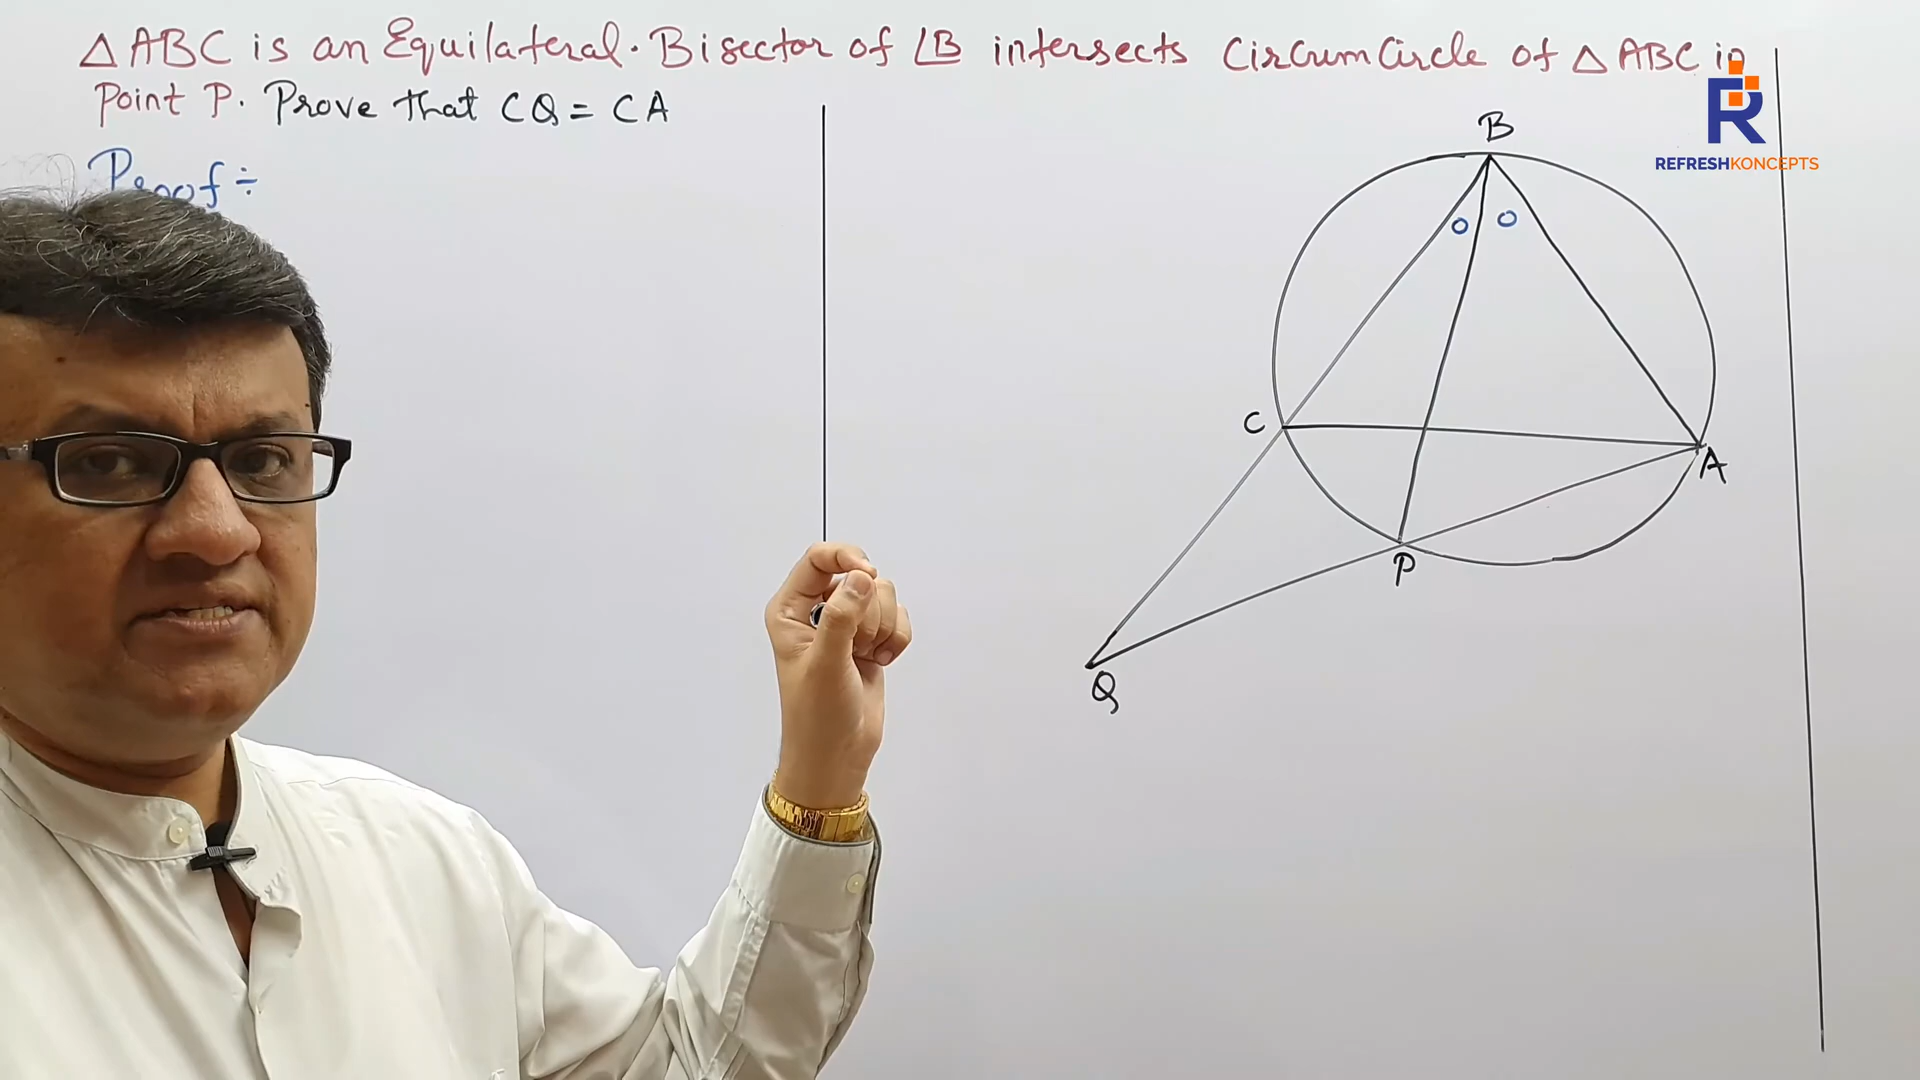 △ABC is an Equilateral. Bisector of ∠B intersects CircumCircle of △ABC in
Point P. Prove that CQ = CA
Proof ÷
R
REFRESHKONCEPTS
B
o o
C
A
P
Q